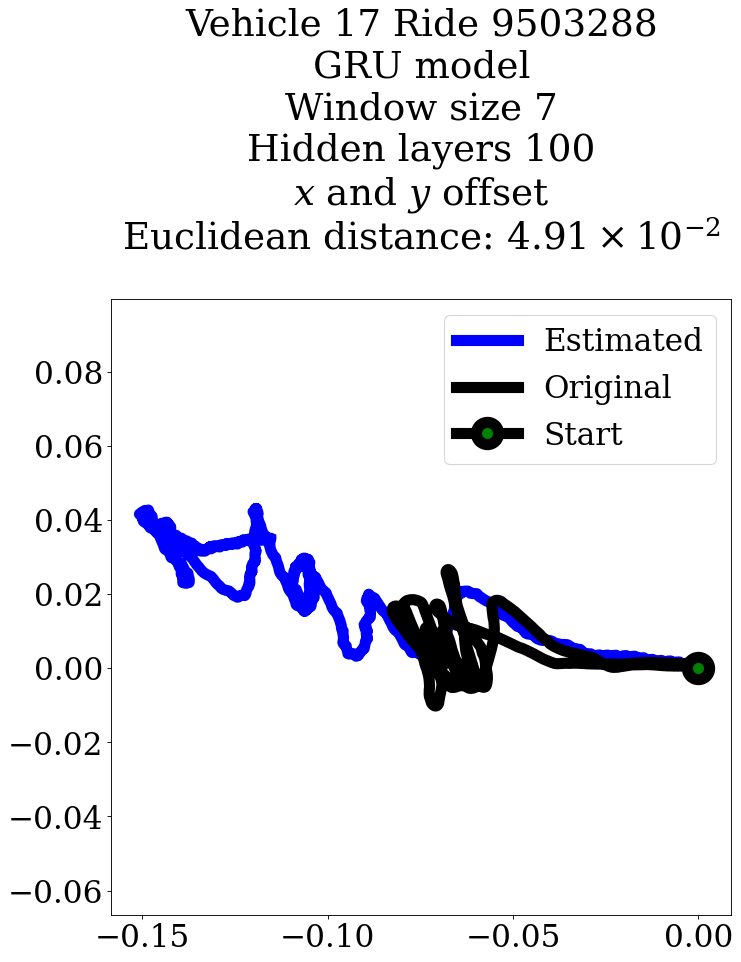 Vehicle 17 Ride 9503288
GRU model
Window size 7
Hidden layers 100
x and y offset
Euclidean distance: 4.91 × 10⁻²
Estimated
Original
Start
0.08
0.06
0.04
0.02
0.00
−0.02
−0.04
−0.06
−0.15
−0.10
−0.05
0.00